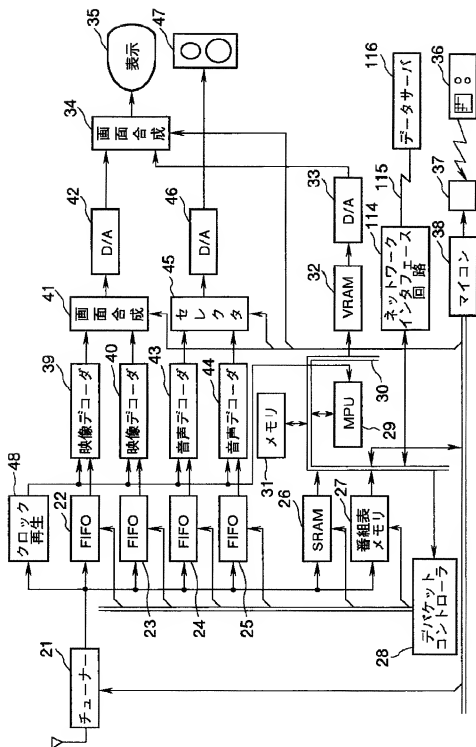 35
表示
47
34
画面合成
116
データサーバ
36
42
D/A
46
D/A
33
D/A
115
114
ネットワーク
インタフェース
回路
37
41
画面合成
45
セレクタ
32
VRAM
38
マイコン
39
映像デコーダ
40
映像デコーダ
43
音声デコーダ
44
音声デコーダ
30
MPU
29
メモリ
31
48
クロック
再生
22
FIFO
FIFO
23
FIFO
24
FIFO
25
26
SRAM
27
番組表
メモリ
21
チューナー
デパケット
コントローラ
28